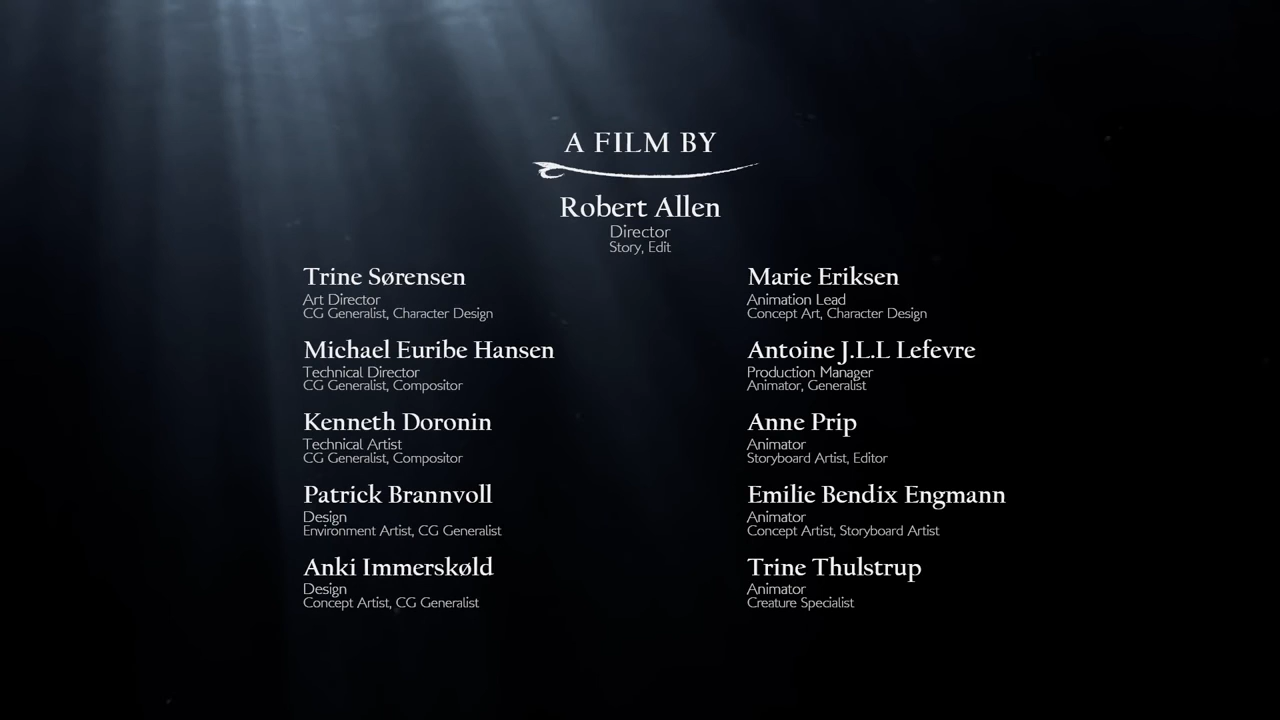 A FILM BY
Robert Allen
Director
Story, Edit
Trine Sørensen
Art Director
CG Generalist, Character Design
Michael Euribe Hansen
Technical Director
CG Generalist, Compositor
Kenneth Doronin
Technical Artist
CG Generalist, Compositor
Patrick Brannvoll
Design
Environment Artist, CG Generalist
Anki Immerskøld
Design
Concept Artist, CG Generalist
Marie Eriksen
Animation Lead
Concept Art, Character Design
Antoine J.L.L Lefevre
Production Manager
Animator, Generalist
Anne Prip
Animator
Storyboard Artist, Editor
Emilie Bendix Engmann
Animator
Concept Artist, Storyboard Artist
Trine Thulstrup
Animator
Creature Specialist